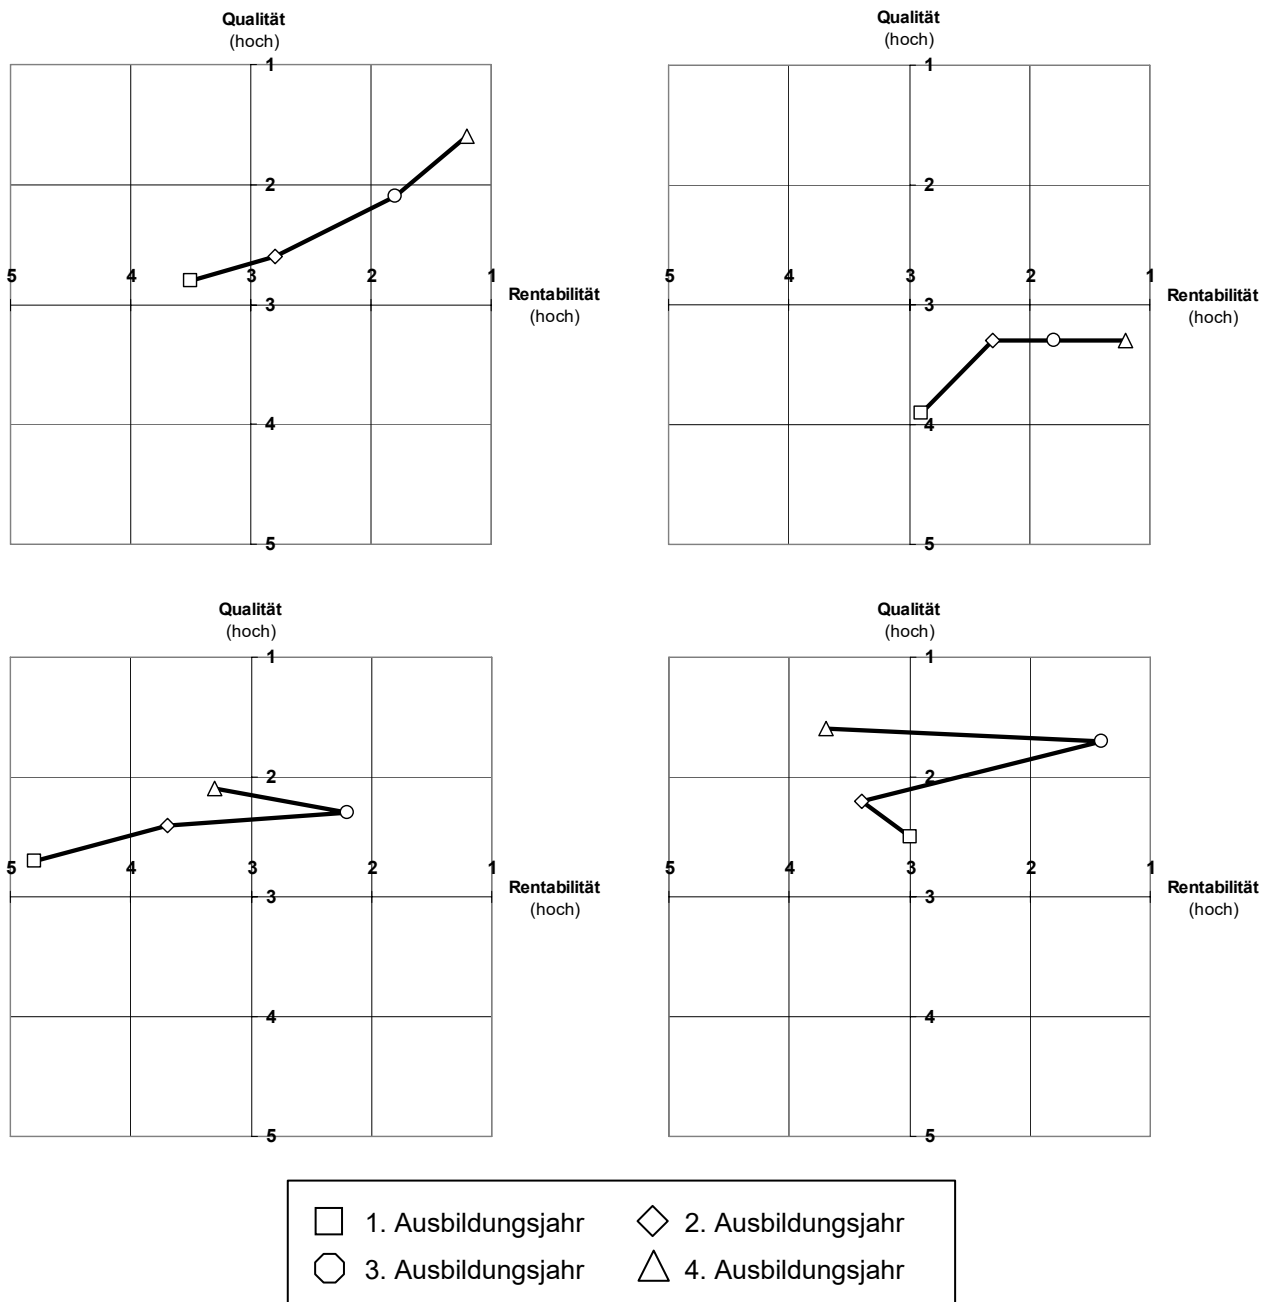 Qualität
(hoch)
1
2
5 4 3 2 1
Rentabilität
(hoch)
3
4
5
Qualität
(hoch)
1
2
5 4 3 2 1
Rentabilität
(hoch)
3
4
5
Qualität
(hoch)
1
2
5 4 3 2 1
Rentabilität
(hoch)
3
4
5
Qualität
(hoch)
1
2
5 4 3 2 1
Rentabilität
(hoch)
3
4
5
1. Ausbildungsjahr 2. Ausbildungsjahr
3. Ausbildungsjahr 4. Ausbildungsjahr